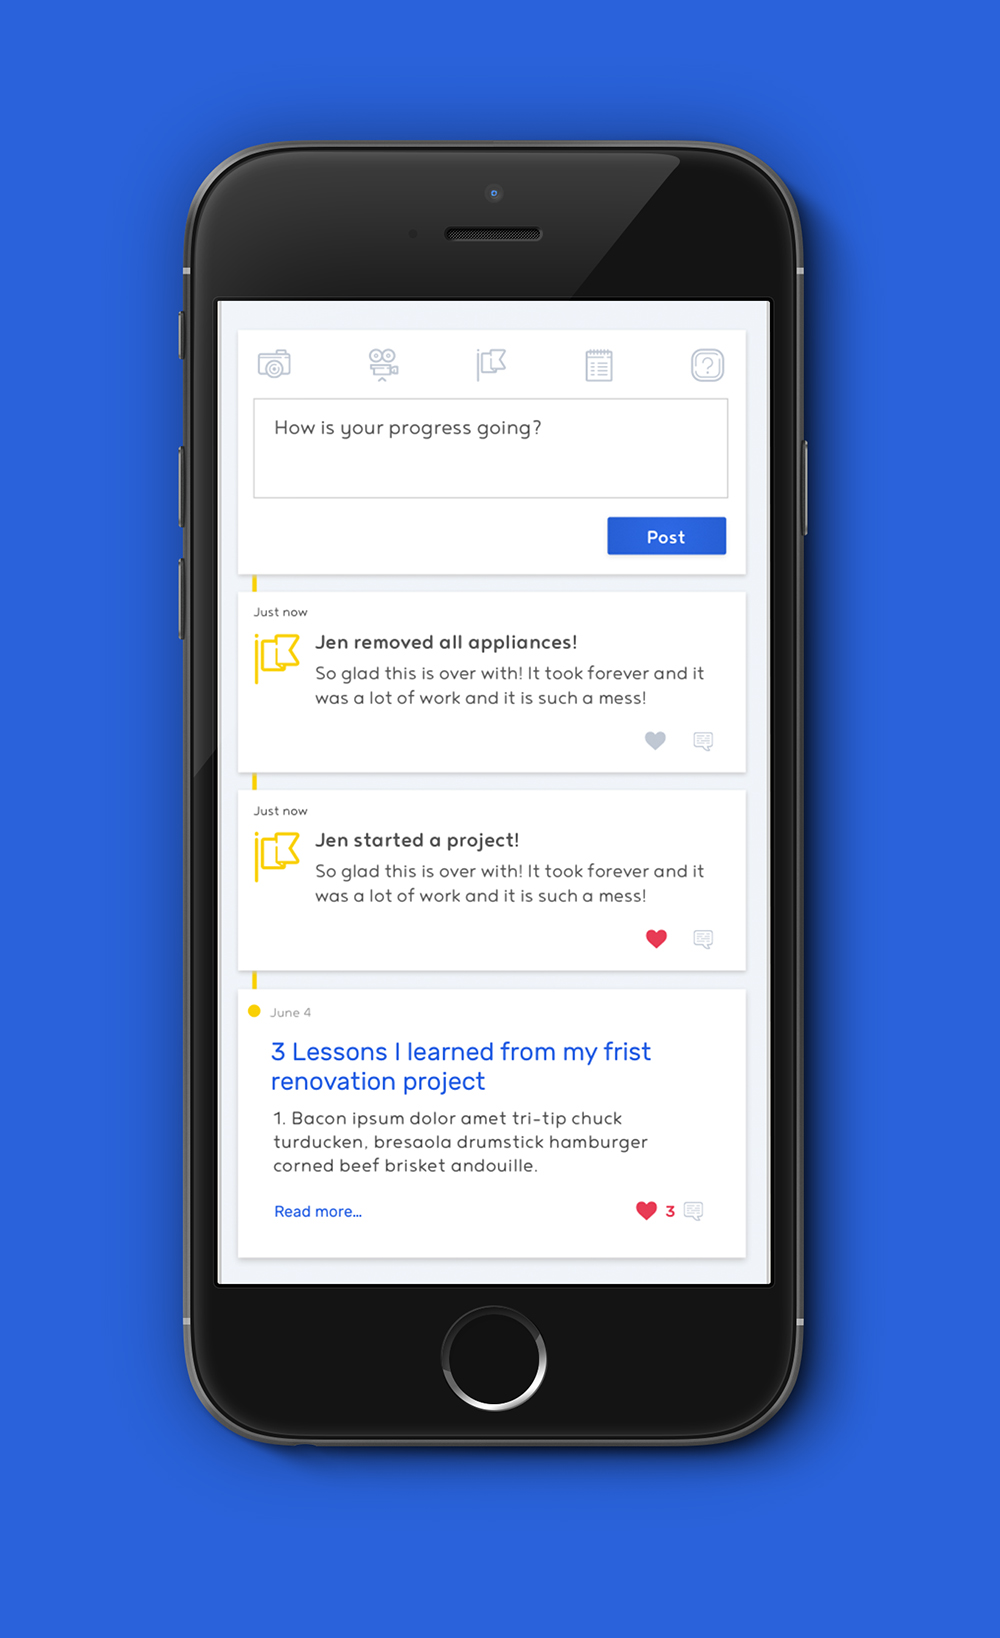 How is your progress going?
Post
Just now
Jen removed all appliances!
So glad this is over with! It took forever and it
was a lot of work and it is such a mess!
Just now
Jen started a project!
So glad this is over with! It took forever and it
was a lot of work and it is such a mess!
June 4
3 Lessons I learned from my frist
renovation project
1. Bacon ipsum dolor amet tri-tip chuck
turducken, bresaola drumstick hamburger
corned beef brisket andouille.
Read more...
3